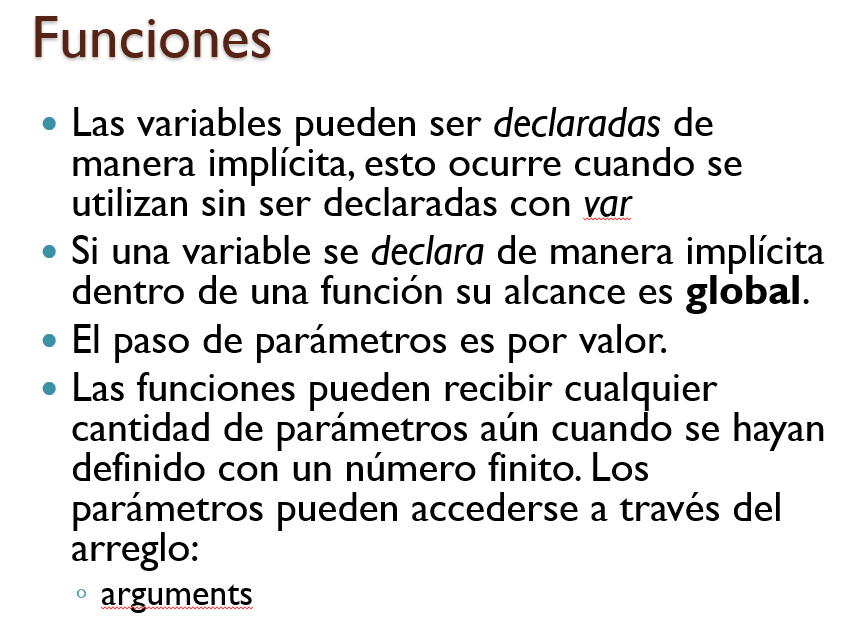 Funciones
• Las variables pueden ser declaradas de
manera implícita, esto ocurre cuando se
utilizan sin ser declaradas con var
• Si una variable se declara de manera implícita
dentro de una función su alcance es global.
• El paso de parámetros es por valor.
• Las funciones pueden recibir cualquier
cantidad de parámetros aún cuando se hayan
definido con un número finito. Los
parámetros pueden accederse a través del
arreglo:
◦ arguments